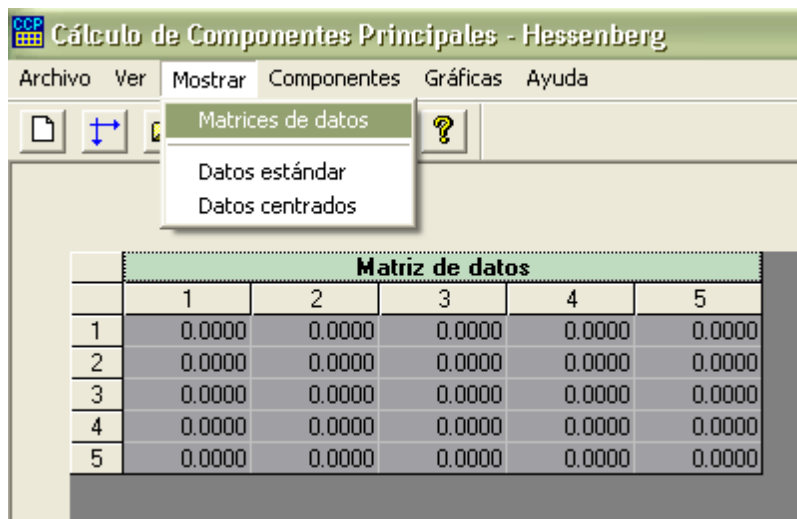 CCP Cálculo de Componentes Principales - Hessenberg
Archivo Ver Mostrar Componentes Gráficas Ayuda
Matrices de datos
?
Datos estándar
Datos centrados
Matriz de datos
1 2 3 4 5
1 0.0000 0.0000 0.0000 0.0000 0.0000
2 0.0000 0.0000 0.0000 0.0000 0.0000
3 0.0000 0.0000 0.0000 0.0000 0.0000
4 0.0000 0.0000 0.0000 0.0000 0.0000
5 0.0000 0.0000 0.0000 0.0000 0.0000